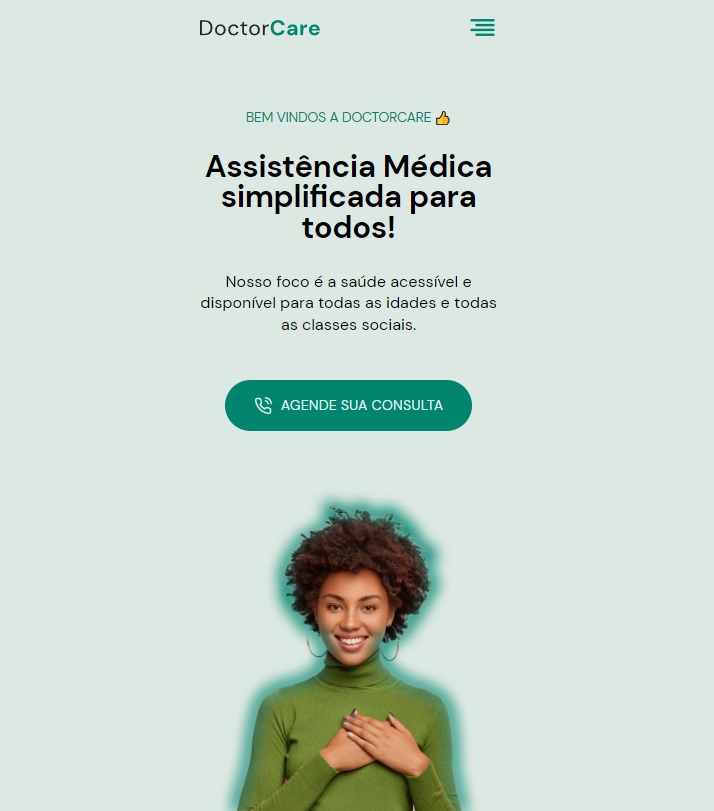 DoctorCare
BEM VINDOS A DOCTORCARE 👍
Assistência Médica
simplificada para
todos!
Nosso foco é a saúde acessível e
disponível para todas as idades e todas
as classes sociais.
AGENDE SUA CONSULTA